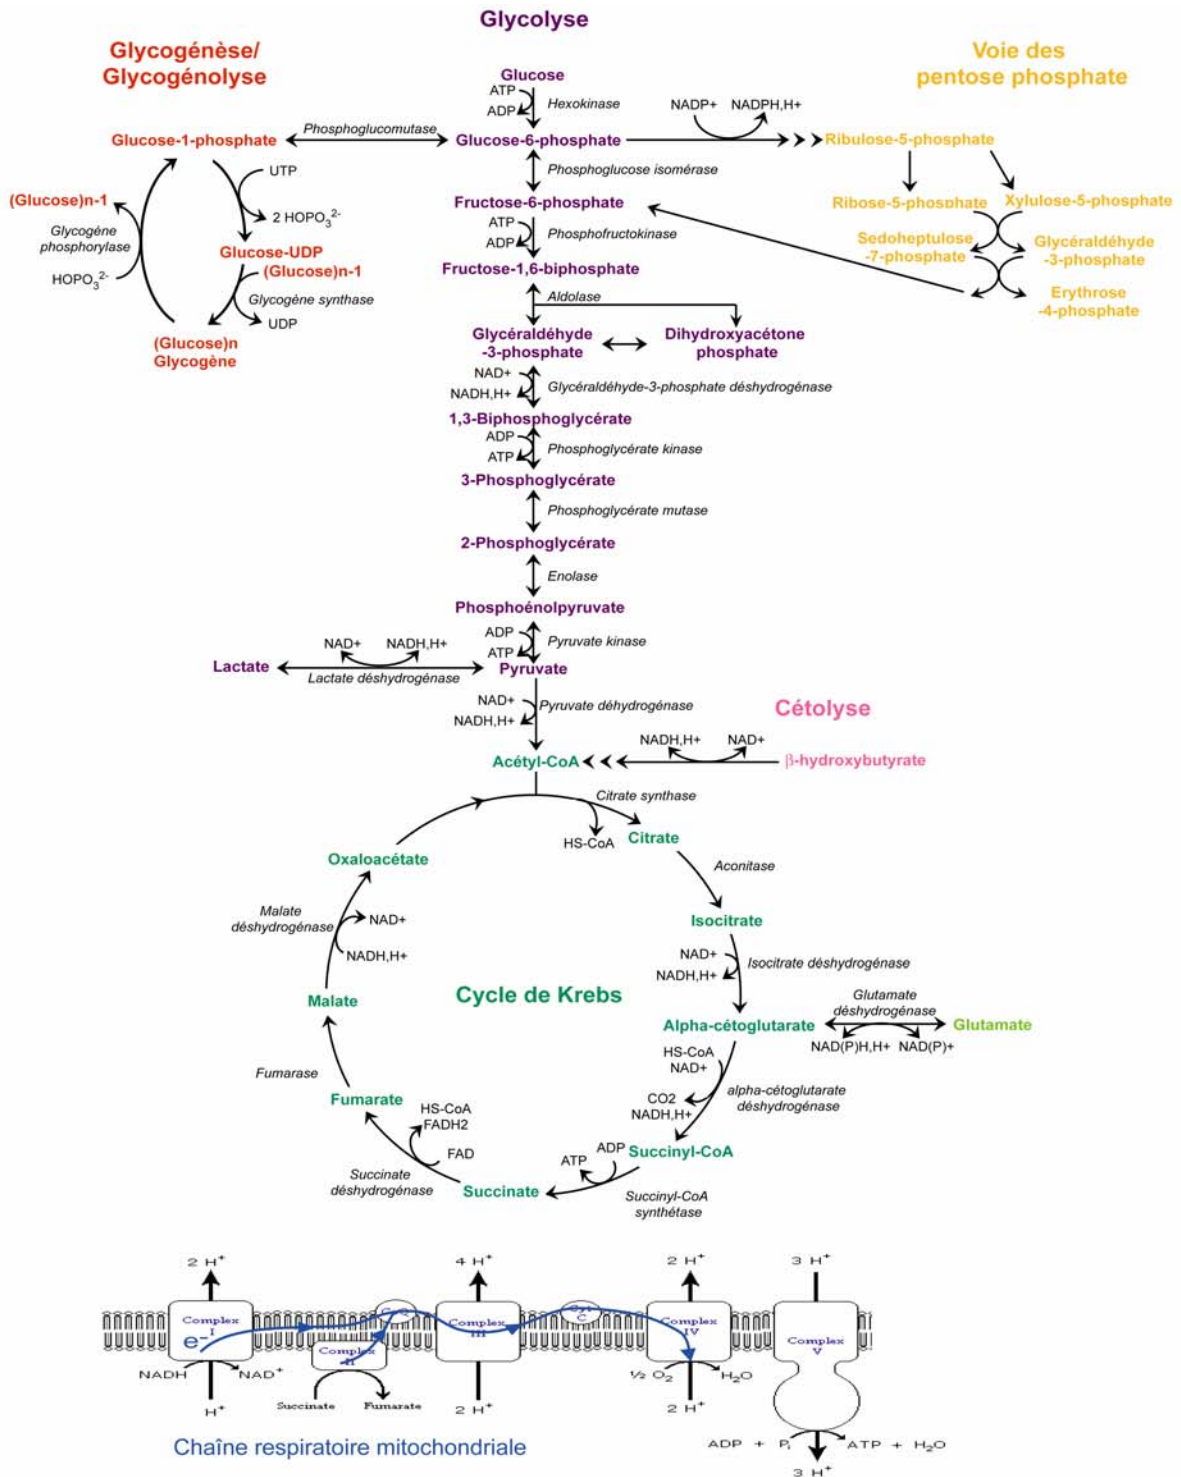 Glycolyse
Glycogénèse/
Glycogénolyse
Voie des
pentose phosphate
Glucose
ATP
ADP
Hexokinase
NADP+
NADPH,H+
Glucose-1-phosphate
Phosphoglucomutase
Glucose-6-phosphate
Ribulose-5-phosphate
UTP
Phosphoglucose isomérase
(Glucose)n-1
Fructose-6-phosphate
Ribose-5-phosphate
Xylulose-5-phosphate
Glycogéne
phosphorylase
2 HOPO₃²⁻
ATP
ADP
Phosphofructokinase
Sedoheptulose
-7-phosphate
Glycéraldéhyde
-3-phosphate
Glucose-UDP
(Glucose)n-1
HOPO₃²⁻
Fructose-1,6-biphosphate
Glycogène synthase
Aldolase
Erythrose
-4-phosphate
UDP
(Glucose)n
Glycogène
Glycéraldéhyde
-3-phosphate
Dihydroxyacétone
phosphate
NAD+
NADH,H+
Glycéraldéhyde-3-phosphate déshydrogénase
1,3-Biphosphoglycérate
ADP
ATP
Phosphoglycérate kinase
3-Phosphoglycérate
Phosphoglycérate mutase
2-Phosphoglycérate
Enolase
Phosphoénolpyruvate
ADP
ATP
Pyruvate kinase
NAD+
NADH,H+
Lactate
Pyruvate
Lactate déshydrogénase
NAD+
NADH,H+
Pyruvate déhydrogénase
Cétolyse
NADH,H+
NAD+
Acétyl-CoA
β-hydroxybutyrate
Citrate synthase
HS-CoA
Citrate
Oxaloacétate
Aconitase
Malate
déshydrogénase
NAD+
NADH,H+
Isocitrate
NAD+
NADH,H+
Isocitrate déshydrogénase
Cycle de Krebs
Malate
Glutamate
déshydrogénase
Alpha-cétoglutarate
Glutamate
NAD(P)H,H+
NAD(P)+
HS-CoA
NAD+
Fumarase
CO2
NADH,H+
alpha-cétoglutarate
déshydrogénase
Fumarate
HS-CoA
FADH2
FAD
ADP
ATP
Succinyl-CoA
Succinate
déshydrogénase
Succinate
Succinyl-CoA
synthétase
2 H⁺
4 H⁺
2 H⁺
3 H⁺
Complex
I
CoQ
Complex
III
Cyt
C
Complex
IV
Complex
V
e⁻
Complex
II
NADH
NAD⁺
½ O₂
H₂O
H⁺
Succinate
Fumarate
2 H⁺
2 H⁺
Chaîne respiratoire mitochondriale
ADP + Pᵢ
ATP + H₂O
3 H⁺